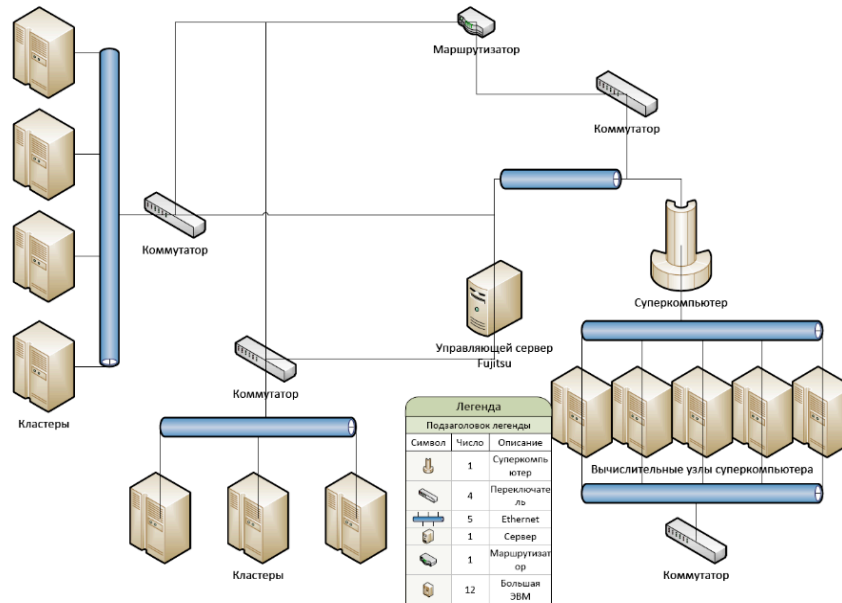 Маршрутизатор
Коммутатор
Коммутатор
Суперкомпьютер
Управляющей сервер
Fujitsu
Коммутатор
Кластеры
Вычислительные узлы суперкомпьютера
Кластеры
Коммутатор
Легенда
Подзаголовок легенды
Символ Число Описание
1 Суперкомпь
ютер
4 Переключате
ль
5 Ethernet
1 Сервер
1 Маршрутизат
ор
12 Большая
ЭВМ